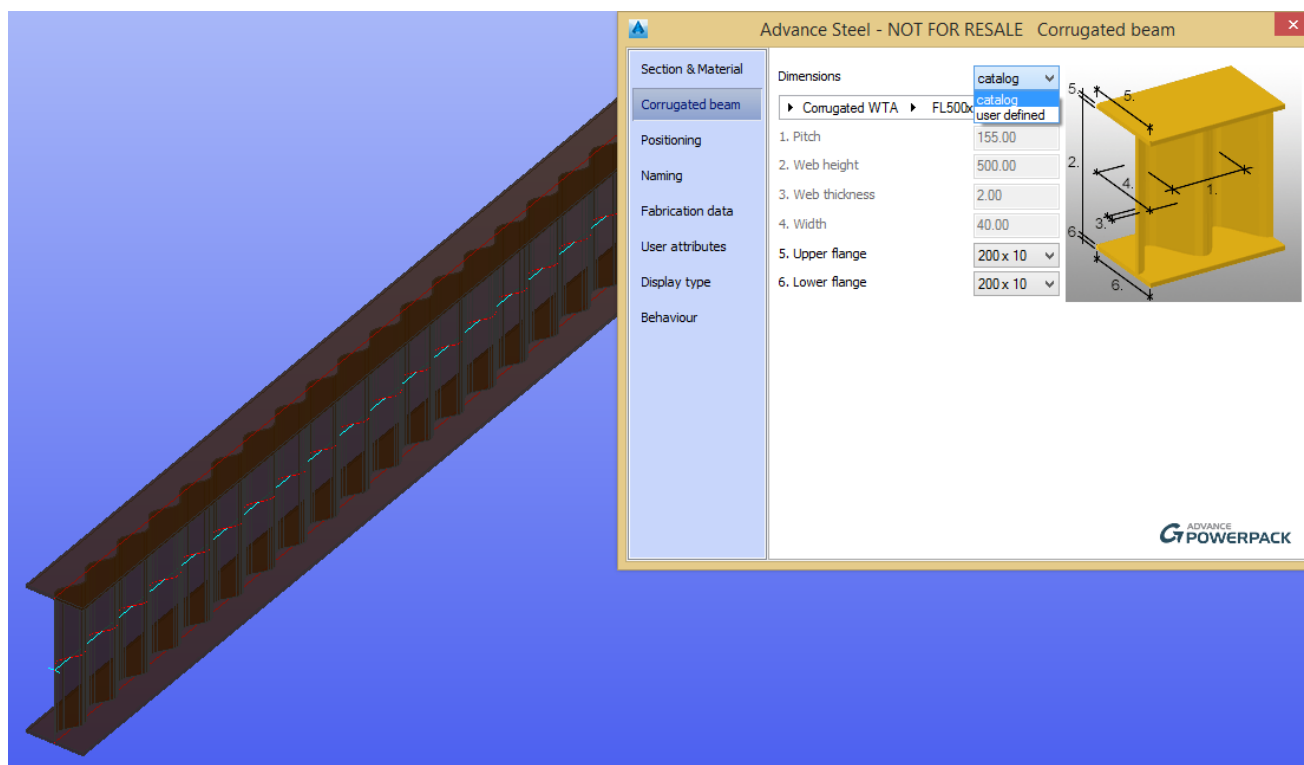 Advance Steel - NOT FOR RESALE Corrugated beam
Section & Material
Corrugated beam
Positioning
Naming
Fabrication data
User attributes
Display type
Behaviour
Dimensions
catalog
catalog
user defined
Corrugated WTA
1. Pitch
155.00
2. Web height
500.00
3. Web thickness
2.00
4. Width
40.00
5. Upper flange
200 x 10
6. Lower flange
200 x 10
5.
5.
2.
4.
1.
3.
6.
6.
ADVANCE
POWERPACK